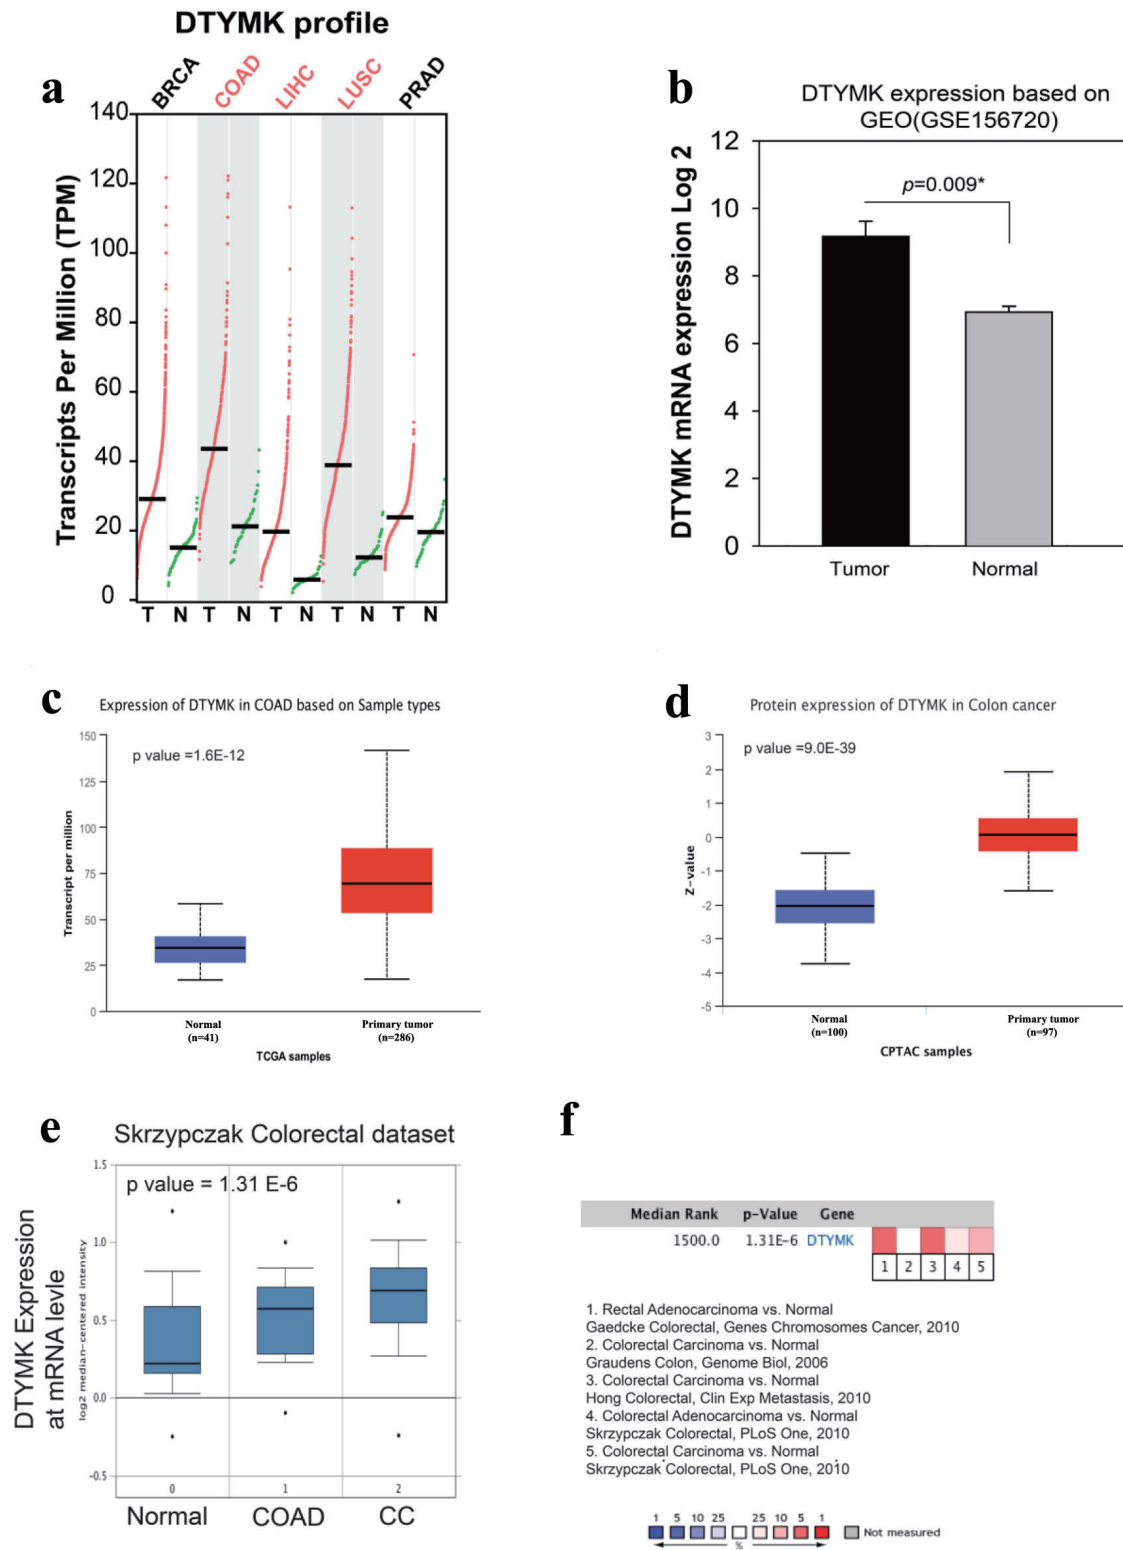 DTYMK profile
a
BRCA
COAD
LIHC
LUSC
PRAD
Transcripts Per Million (TPM)
140
120
100
80
60
40
20
0
T N T N T N T N T N
b
DTYMK expression based on
GEO(GSE156720)
DTYMK mRNA expression Log 2
12
10
8
6
4
2
0
p=0.009*
Tumor Normal
c
Expression of DTYMK in COAD based on Sample types
p value =1.6E-12
Transcript per million
150
125
100
75
50
25
0
Normal
(n=41)
Primary tumor
(n=286)
TCGA samples
d
Protein expression of DTYMK in Colon cancer
p value =9.0E-39
Z-value
3
2
1
0
-1
-2
-3
-4
-5
Normal
(n=100)
Primary tumor
(n=97)
CPTAC samples
e
Skrzypczak Colorectal dataset
p value = 1.31 E-6
DTYMK Expression
at mRNA levle
log2 median-centered intensity
1.5
1.0
0.5
0.0
-0.5
0 1 2
Normal COAD CC
f
Median Rank p-Value Gene
1500.0 1.31E-6 DTYMK
1 2 3 4 5
1. Rectal Adenocarcinoma vs. Normal
Gaedcke Colorectal, Genes Chromosomes Cancer, 2010
2. Colorectal Carcinoma vs. Normal
Graudens Colon, Genome Biol, 2006
3. Colorectal Carcinoma vs. Normal
Hong Colorectal, Clin Exp Metastasis, 2010
4. Colorectal Adenocarcinoma vs. Normal
Skrzypczak Colorectal, PLoS One, 2010
5. Colorectal Carcinoma vs. Normal
Skrzypczak Colorectal, PLoS One, 2010
1 5 10 25 25 10 5 1
%
Not measured